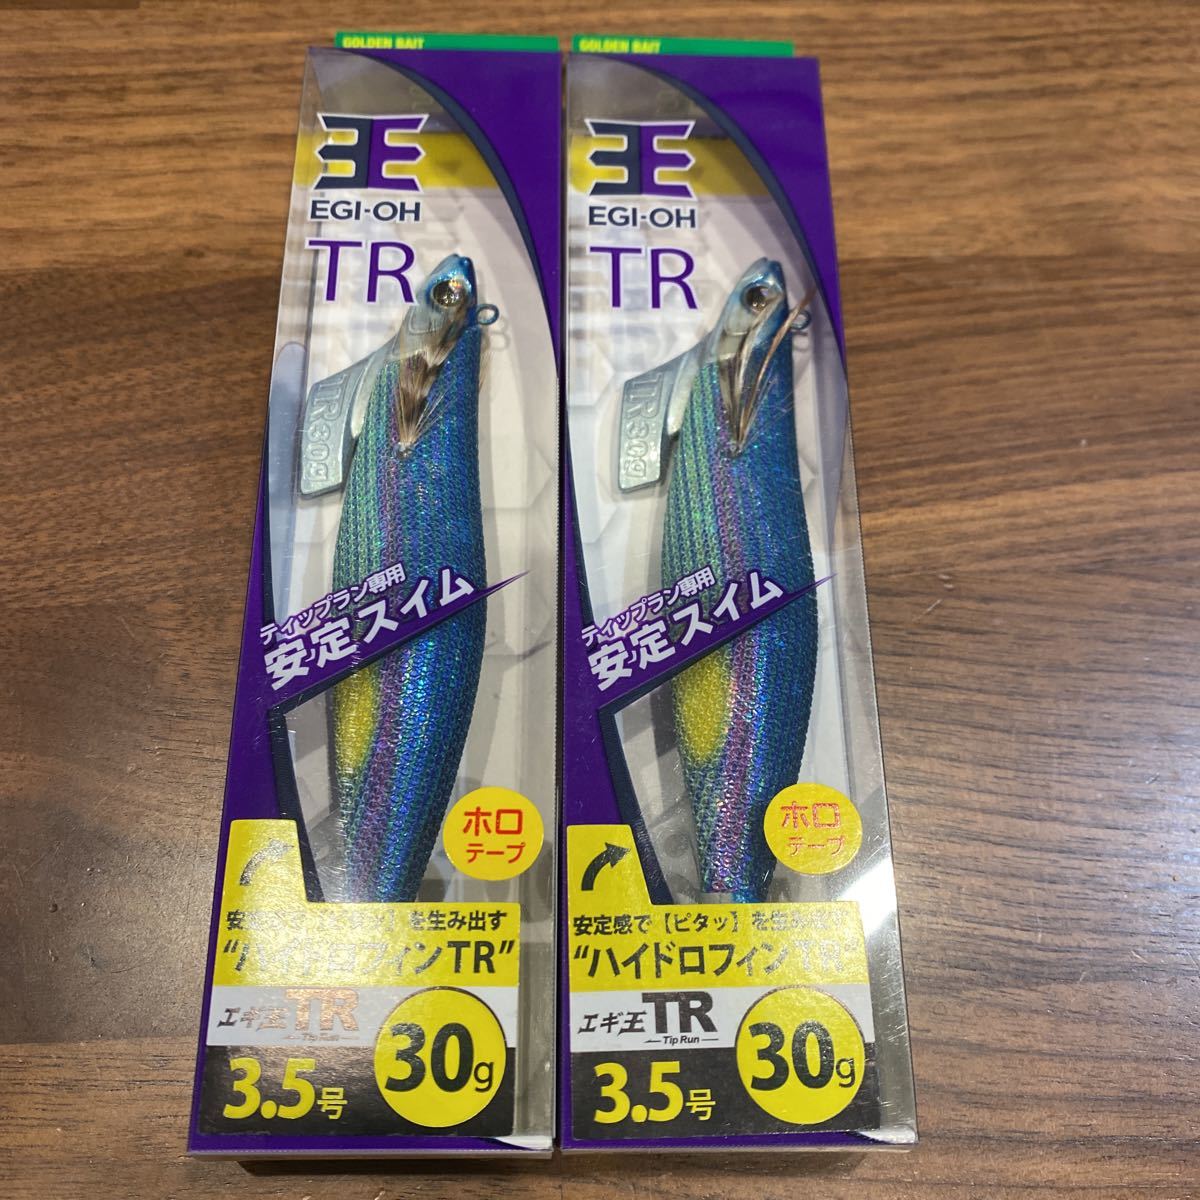 GOLDEN BAIT
EGI-OH
TR
TR30g
ティップラン専用
安定スイム
ホロ
テープ
を生み出す
“ハイドロフィンTR”
エギ王TR
Tip Run
3.5号
30g
GOLDEN BAIT
EGI-OH
TR
TR30g
ティップラン専用
安定スイム
ホロ
テープ
安定感で【ピタッ】を生み出す
“ハイドロフィンTR
エギ王TR
Tip Run
3.5号
30g